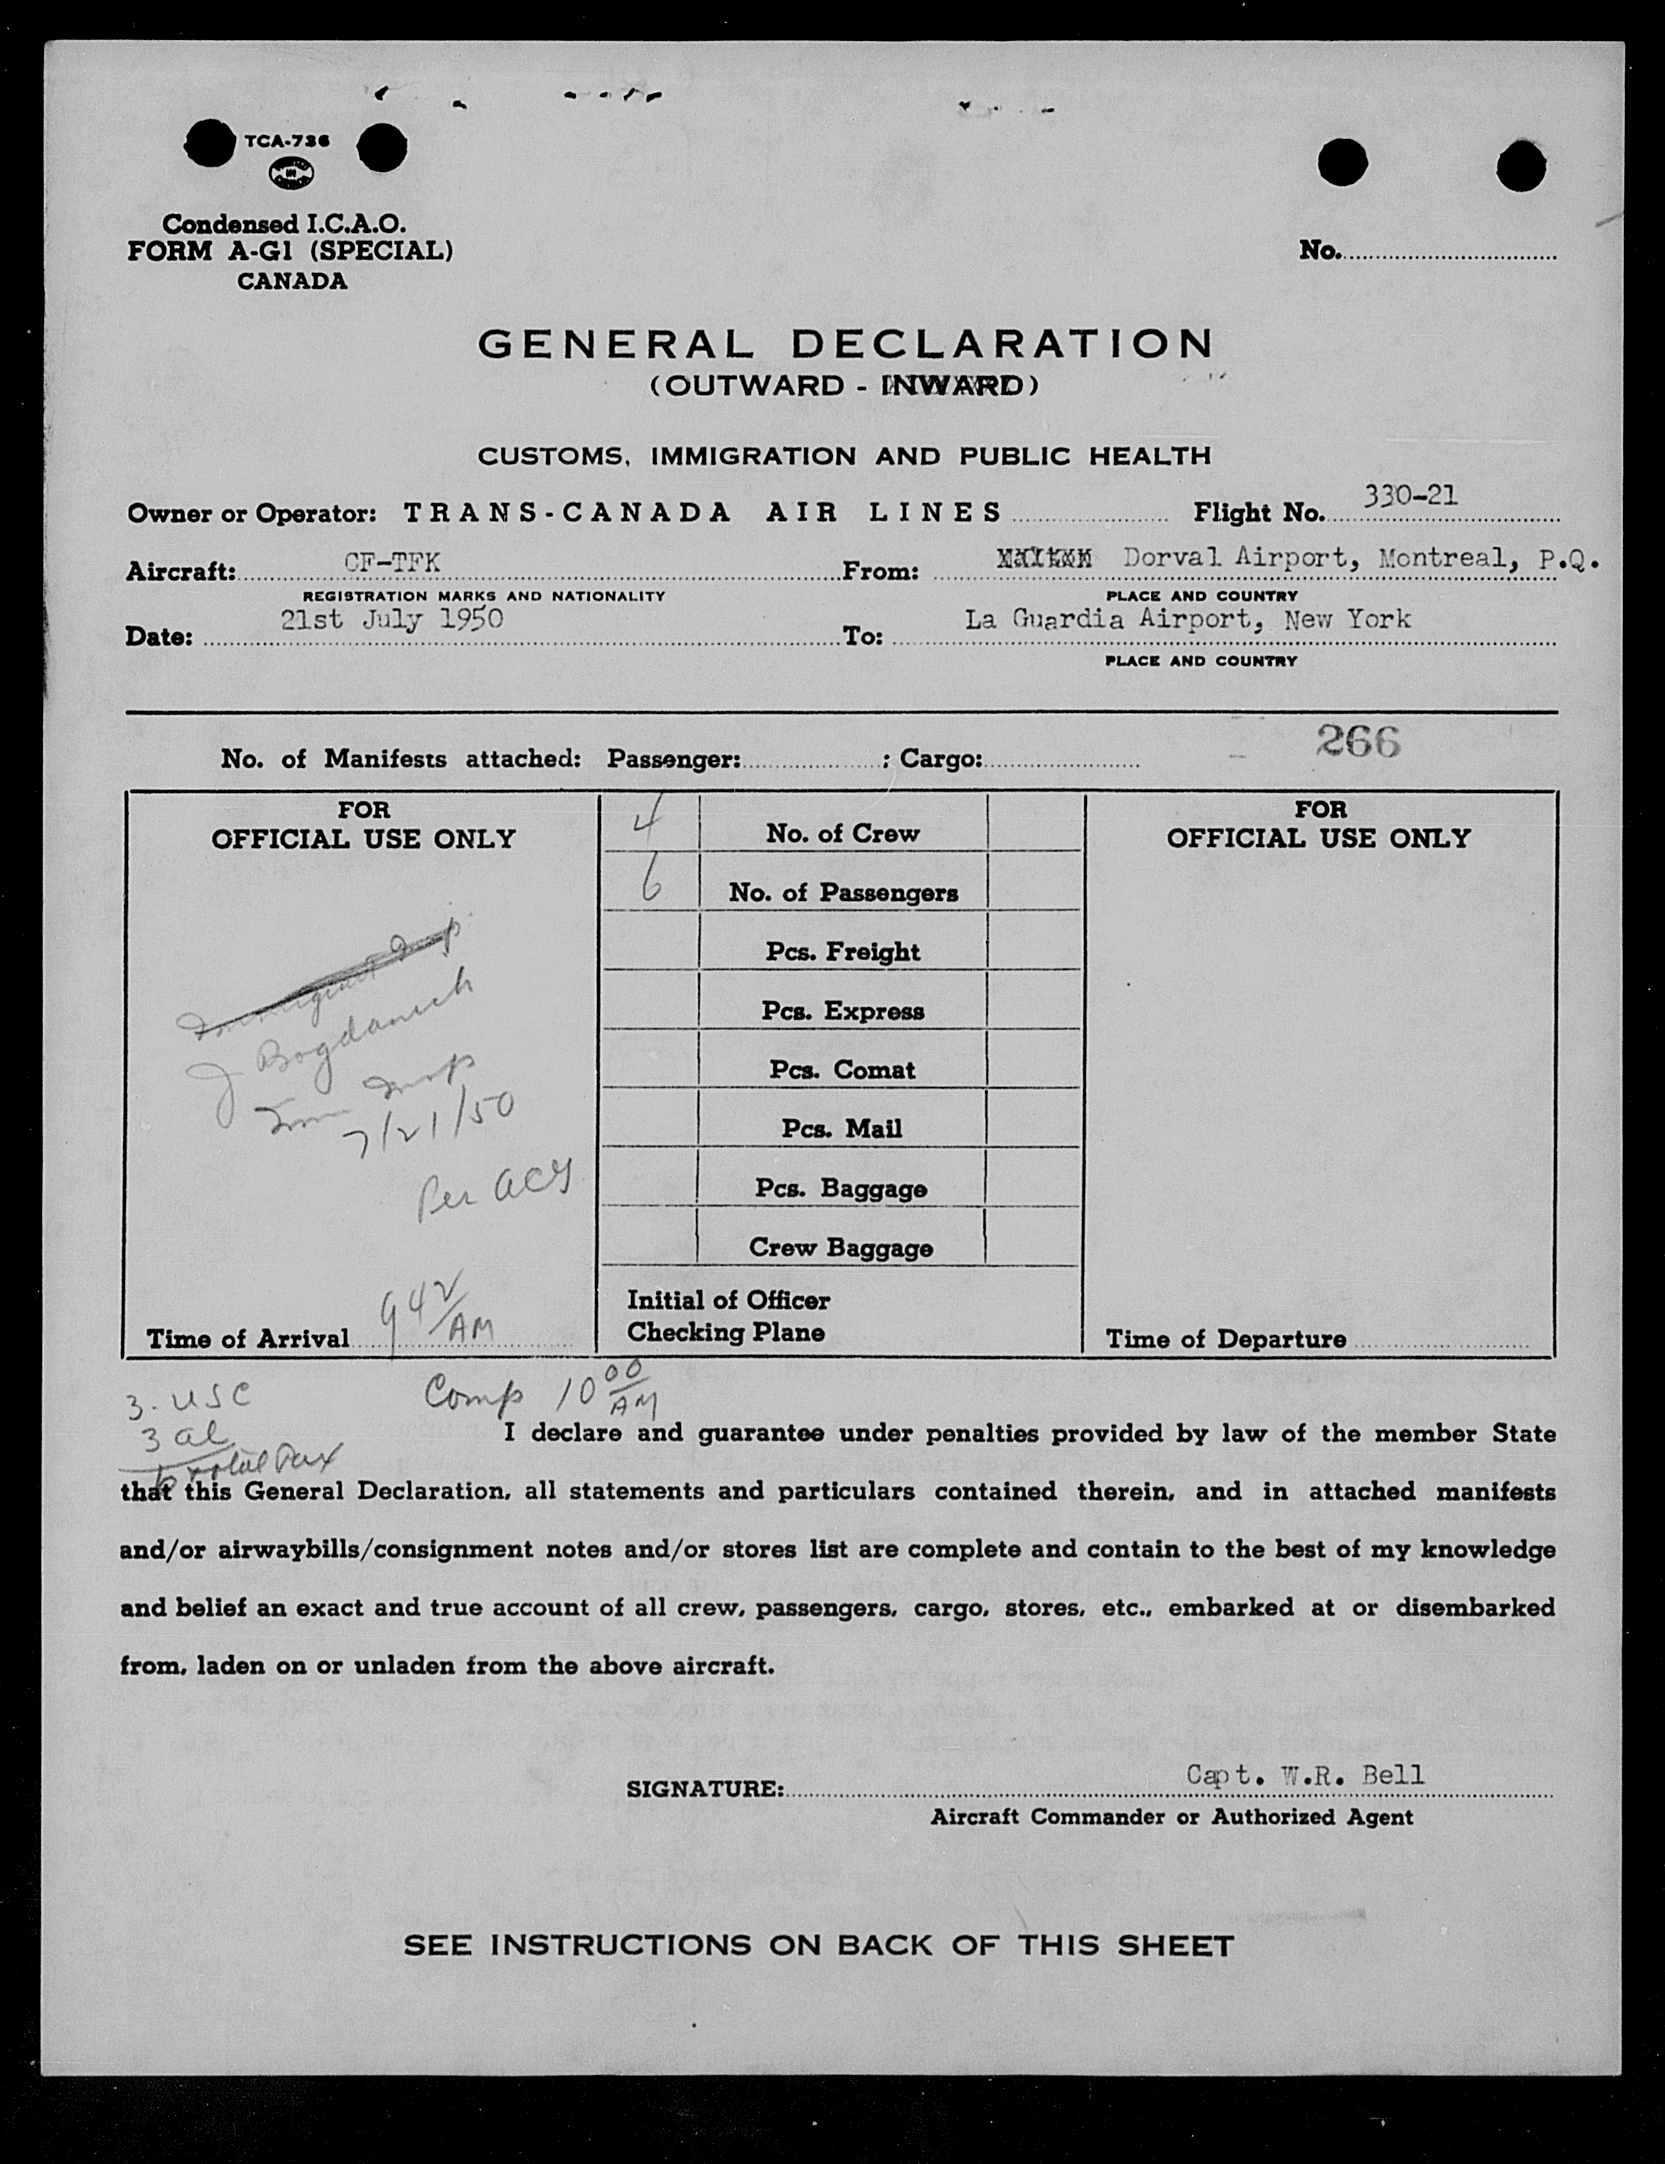 TCA-736
Condensed I.C.A.O.
FORM A-G1 (SPECIAL)
CANADA
No.
GENERAL DECLARATION
(OUTWARD - INWARD)
CUSTOMS, IMMIGRATION AND PUBLIC HEALTH
Owner or Operator: TRANS-CANADA AIR LINES Flight No. 330-21
Aircraft: CF-TFK From: Dorval Airport, Montreal, P.Q.
REGISTRATION MARKS AND NATIONALITY PLACE AND COUNTRY
Date: 21st July 1950 To: La Guardia Airport, New York
PLACE AND COUNTRY
266
No. of Manifests attached: Passenger: : Cargo:
FOR
OFFICIAL USE ONLY
J Bogdanich
Imm Insp
7/21/50
Per
Time of Arrival 942 AM
4 No. of Crew
6 No. of Passengers
Pcs. Freight
Pcs. Express
Pcs. Comat
Pcs. Mail
Pcs. Baggage
Crew Baggage
Initial of Officer
Checking Plane
FOR
OFFICIAL USE ONLY
Time of Departure
Comp 10 00 AM
3. USC
3 al
6 total Pax
I declare and guarantee under penalties provided by law of the member State
that this General Declaration, all statements and particulars contained therein, and in attached manifests
and/or airwaybills/consignment notes and/or stores list are complete and contain to the best of my knowledge
and belief an exact and true account of all crew, passengers, cargo, stores, etc., embarked at or disembarked
from, laden on or unladen from the above aircraft.
SIGNATURE: Capt. W.R. Bell
Aircraft Commander or Authorized Agent
SEE INSTRUCTIONS ON BACK OF THIS SHEET